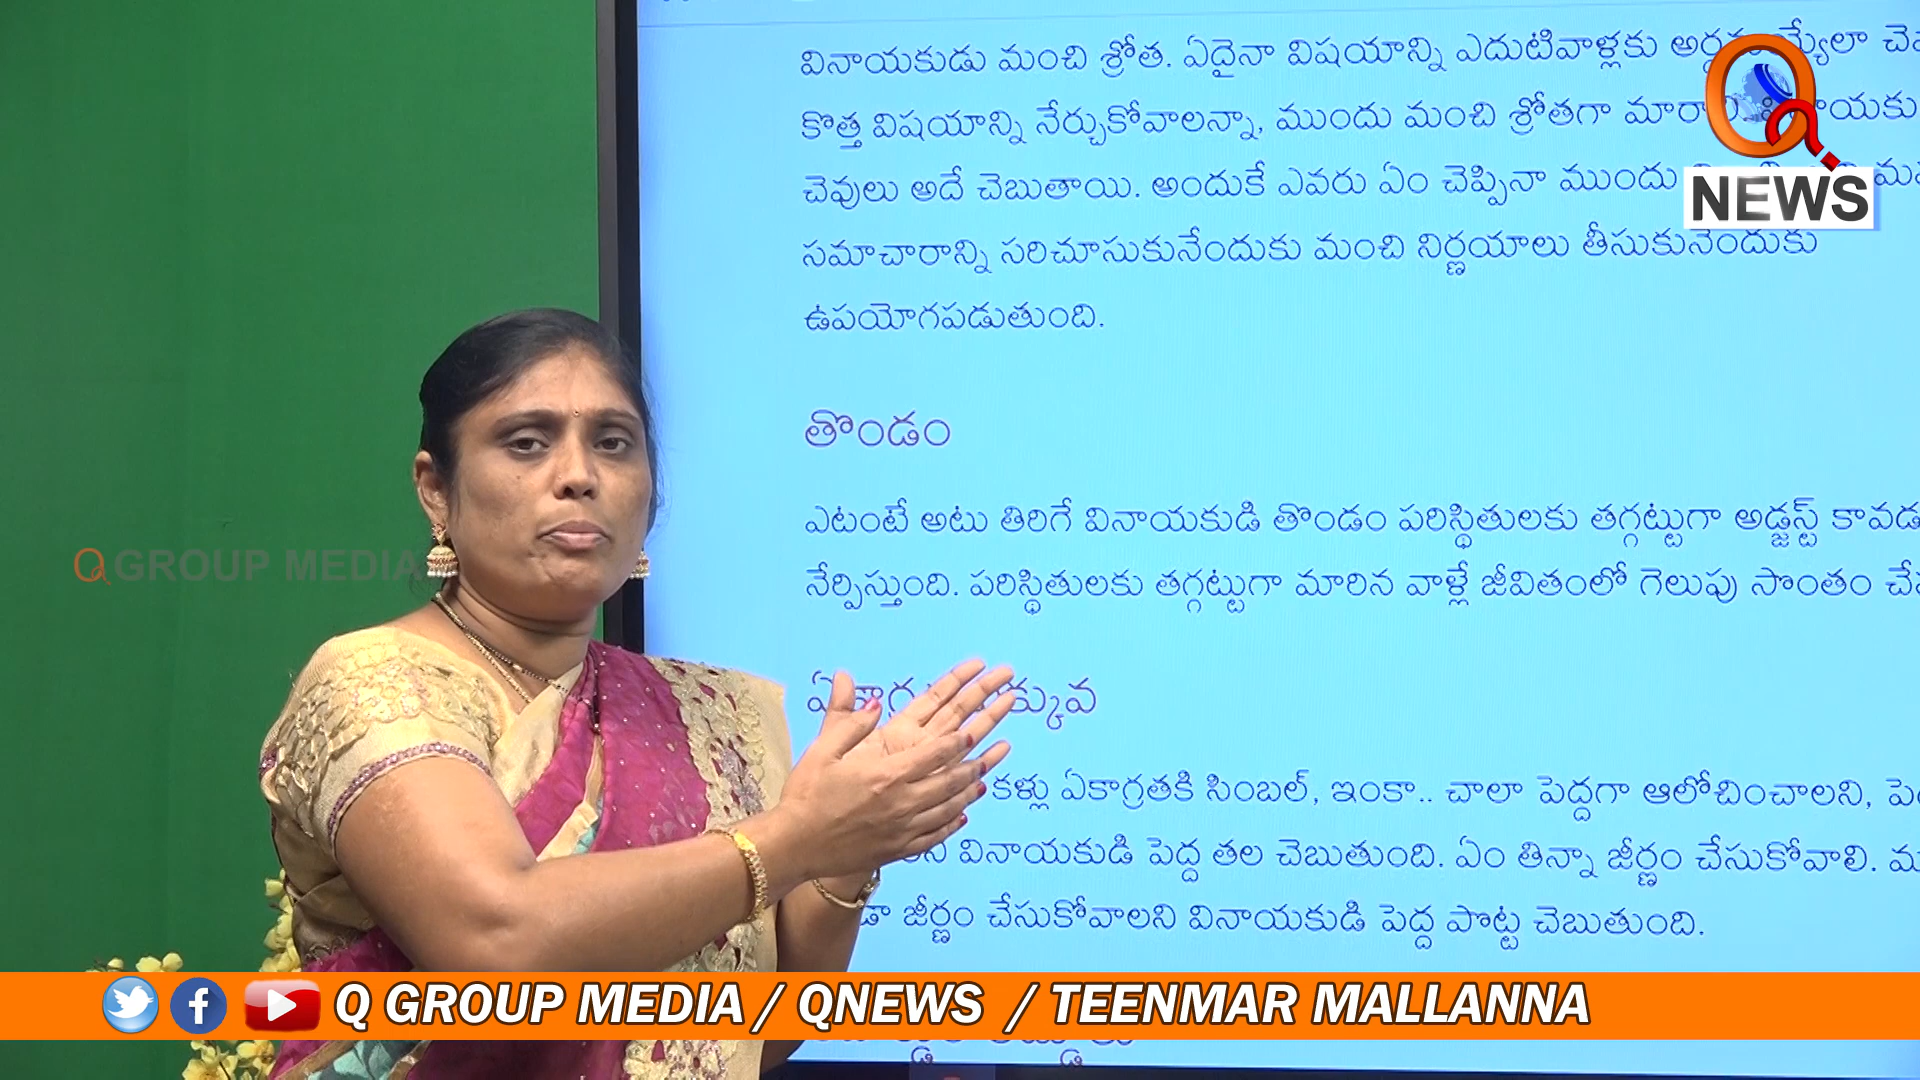 వినాయకుడు మంచి శ్రోత. ఏదైనా విషయాన్ని ఎదుటివాళ్లకు
కొత్త విషయాన్ని నేర్చుకోవాలన్నా, ముందు మంచి శ్రోతగా
చెవులు అదే చెబుతాయి. అందుకే ఎవరు ఏం చెప్పినా ముందు
సమాచారాన్ని సరిచూసుకునేందుకు మంచి నిర్ణయాలు తీసుకునేందుకు
ఉపయోగపడుతుంది.
తొండం
ఎటంటే అటు తిరిగే వినాయకుడి తొండం పరిస్థితులకు తగ్గట్టుగా అడ్జస్ట్
నేర్పిస్తుంది. పరిస్థితులకు తగ్గట్టుగా మారిన వాళ్లే జీవితంలో గెలుపు సొంతం
కళ్లు ఏకాగ్రతకి సింబల్, ఇంకా.. చాలా పెద్దగా ఆలోచించాలని,
వినాయకుడి పెద్ద తల చెబుతుంది. ఏం తిన్నా జీర్ణం చేసుకోవాలి.
జీర్ణం చేసుకోవాలని వినాయకుడి పెద్ద పొట్ట చెబుతుంది.
Q NEWS
Q GROUP MEDIA
Q GROUP MEDIA / QNEWS / TEENMAR MALLANNA